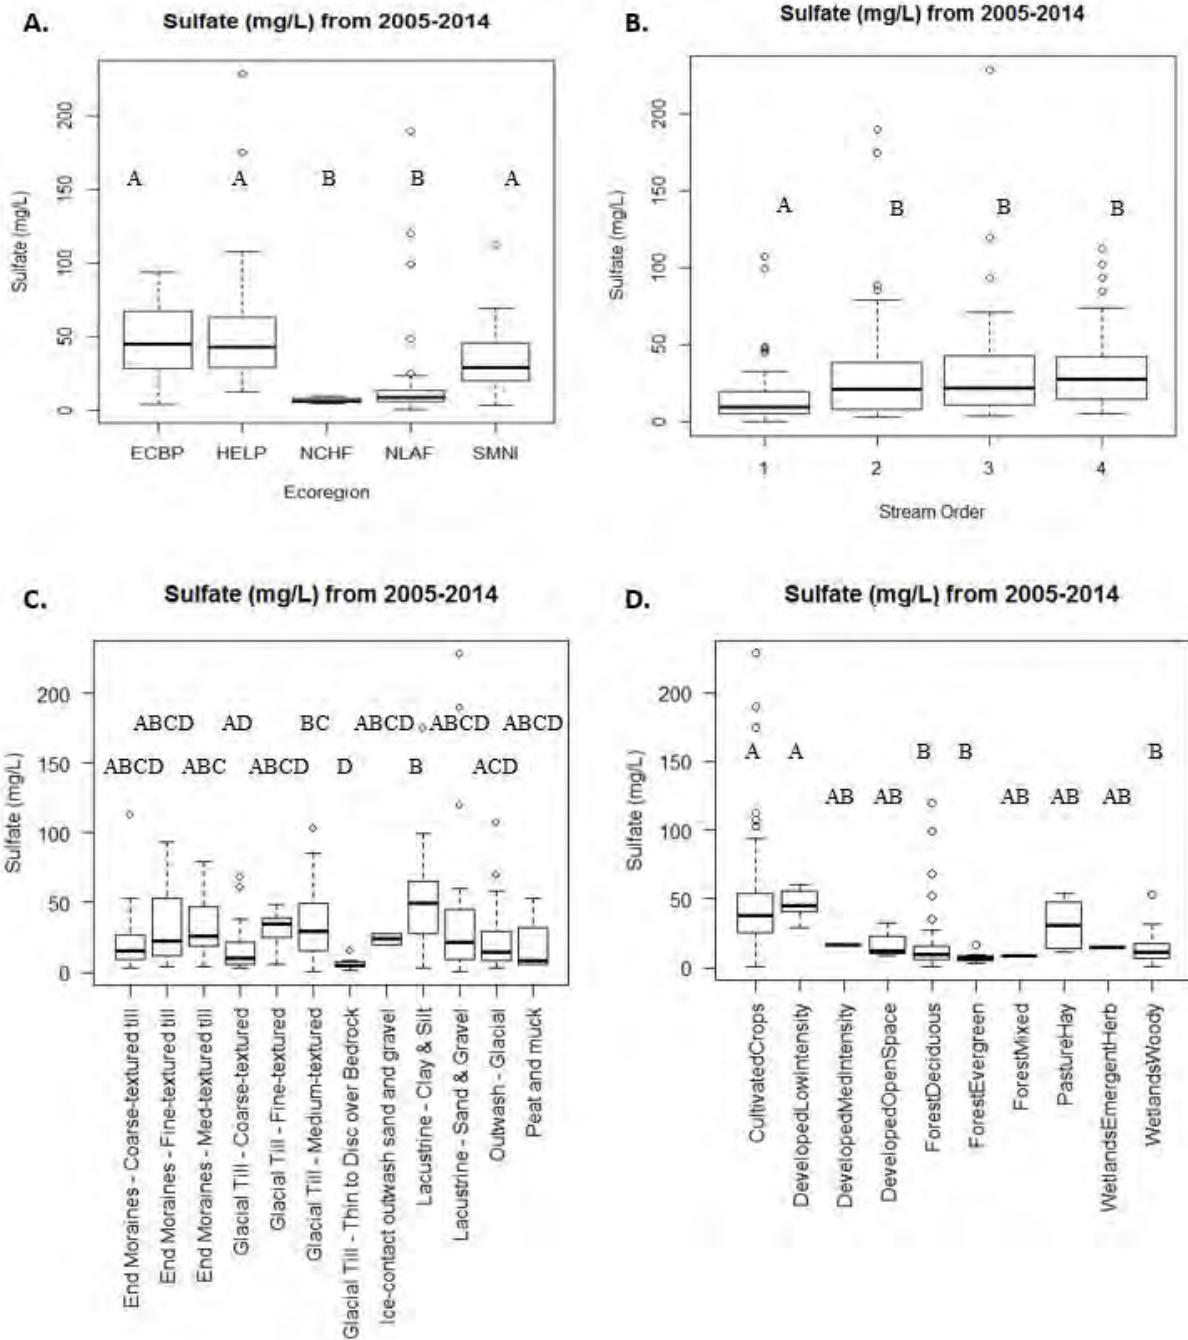 A.
Sulfate (mg/L) from 2005-2014
Sulfate (mg/L)
200
150
100
50
0
A A B B A
ECBP HELP NCHF NLAF SMNI
Ecoregion
B.
Sulfate (mg/L) from 2005-2014
Sulfate (mg/L)
200
150
100
50
0
A B B B
1 2 3 4
Stream Order
C.
Sulfate (mg/L) from 2005-2014
Sulfate (mg/L)
200
150
100
50
0
ABCD AD BC ABCD ABCD ABCD
ABCD ABC ABCD D B ACD
End Moraines - Coarse-textured till
End Moraines - Fine-textured till
End Moraines - Med-textured till
Glacial Till - Coarse-textured
Glacial Till - Fine-textured
Glacial Till - Medium-textured
Glacial Till - Thin to Disc over Bedrock
Ice-contact outwash sand and gravel
Lacustrine - Clay & Silt
Lacustrine - Sand & Gravel
Outwash - Glacial
Peat and muck
D.
Sulfate (mg/L) from 2005-2014
Sulfate (mg/L)
200
150
100
50
0
A A B B B
AB AB AB AB AB
CultivatedCrops
DevelopedLowIntensity
DevelopedMedIntensity
DevelopedOpenSpace
ForestDeciduous
ForestEvergreen
ForestMixed
PastureHay
WetlandsEmergentHerb
WetlandsWoody